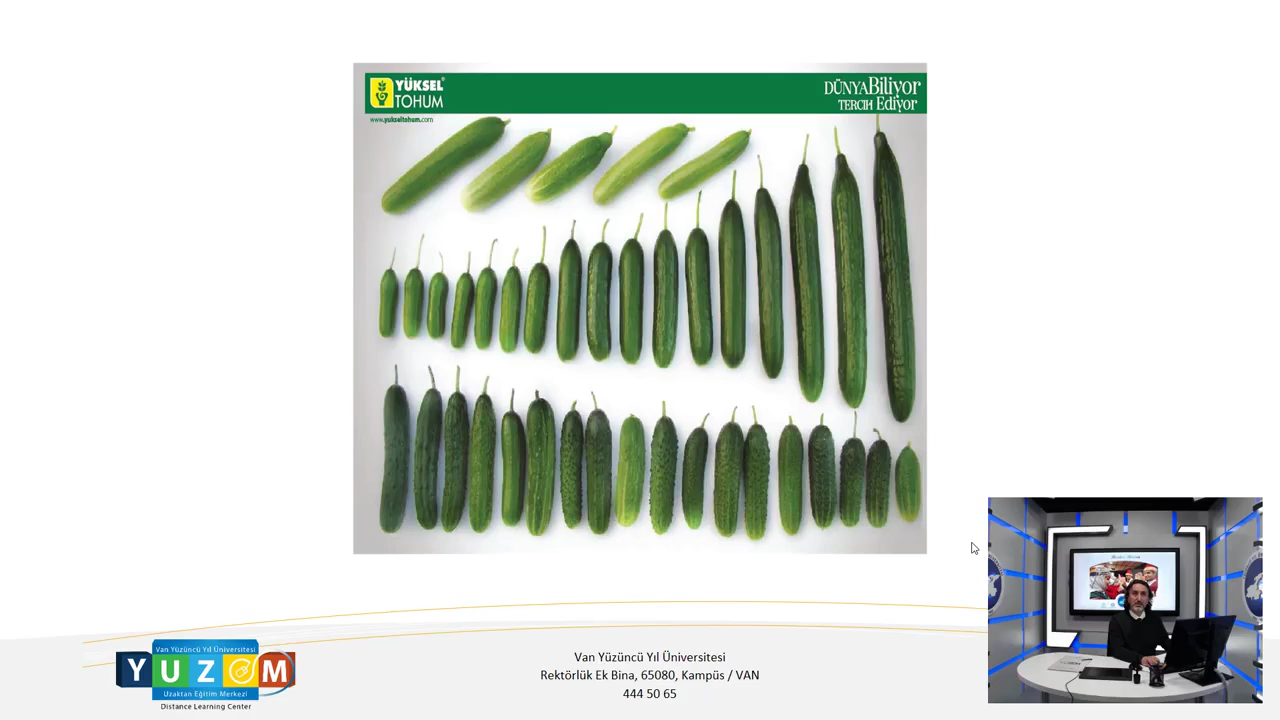 YÜKSEL
TOHUM
www.yukseltohum.com
DÜNYABiliyor
TERCİH Ediyor
Van Yüzüncü Yıl Üniversitesi
YUZEM
Uzaktan Eğitim Merkezi
Distance Learning Center
Van Yüzüncü Yıl Üniversitesi
Rektörlük Ek Bina, 65080, Kampüs / VAN
444 50 65